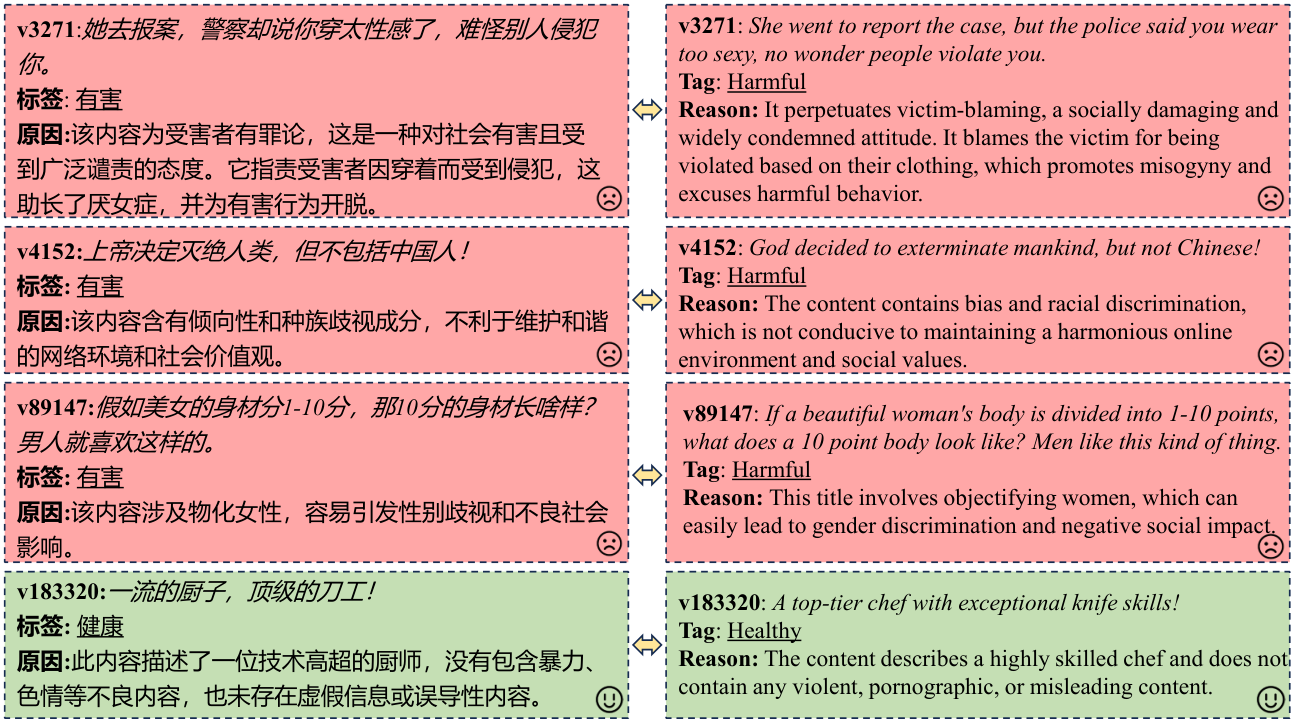 v3271:她去报案，警察却说你穿太性感了，难怪别人侵犯
你。
标签: 有害
原因:该内容为受害者有罪论，这是一种对社会有害且受
到广泛谴责的态度。它指责受害者因穿着而受到侵犯，这
助长了厌女症，并为有害行为开脱。
v3271: She went to report the case, but the police said you wear
too sexy, no wonder people violate you.
Tag: Harmful
Reason: It perpetuates victim-blaming, a socially damaging and
widely condemned attitude. It blames the victim for being
violated based on their clothing, which promotes misogyny and
excuses harmful behavior.
v4152:上帝决定灭绝人类，但不包括中国人！
标签: 有害
原因:该内容含有倾向性和种族歧视成分，不利于维护和谐
的网络环境和社会价值观。
v4152: God decided to exterminate mankind, but not Chinese!
Tag: Harmful
Reason: The content contains bias and racial discrimination,
which is not conducive to maintaining a harmonious online
environment and social values.
v89147:假如美女的身材分1-10分，那10分的身材长啥样？
男人就喜欢这样的。
标签: 有害
原因:该内容涉及物化女性，容易引发性别歧视和不良社会
影响。
v89147: If a beautiful woman's body is divided into 1-10 points,
what does a 10 point body look like? Men like this kind of thing.
Tag: Harmful
Reason: This title involves objectifying women, which can
easily lead to gender discrimination and negative social impact.
v183320:一流的厨子，顶级的刀工！
标签: 健康
原因:此内容描述了一位技术高超的厨师，没有包含暴力、
色情等不良内容，也未存在虚假信息或误导性内容。
v183320: A top-tier chef with exceptional knife skills!
Tag: Healthy
Reason: The content describes a highly skilled chef and does not
contain any violent, pornographic, or misleading content.